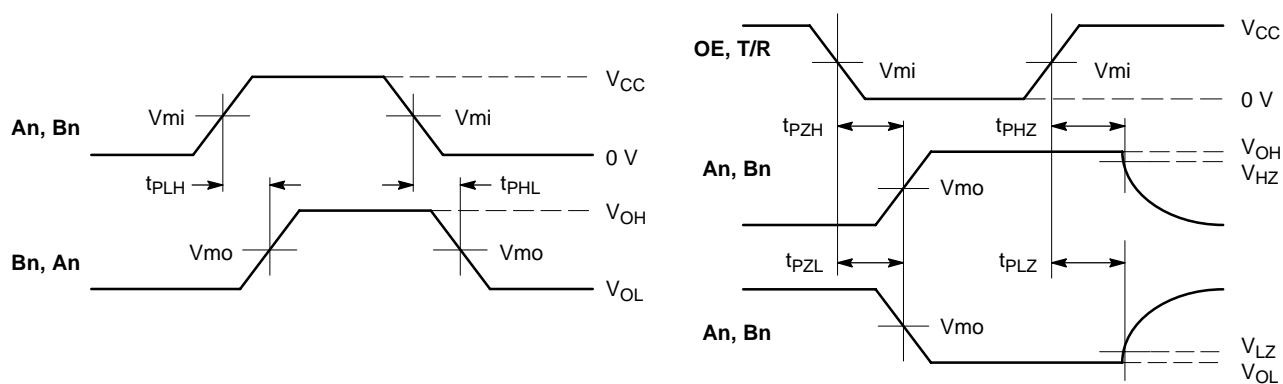 V_CC
Vmi
Vmi
An, Bn
0 V
t_PLH
t_PHL
V_OH
Vmo
Vmo
Bn, An
V_OL
V_CC
OE, T/R
Vmi
Vmi
0 V
t_PZH
t_PHZ
V_OH
An, Bn
V_HZ
Vmo
t_PZL
t_PLZ
Vmo
An, Bn
V_LZ
V_OL